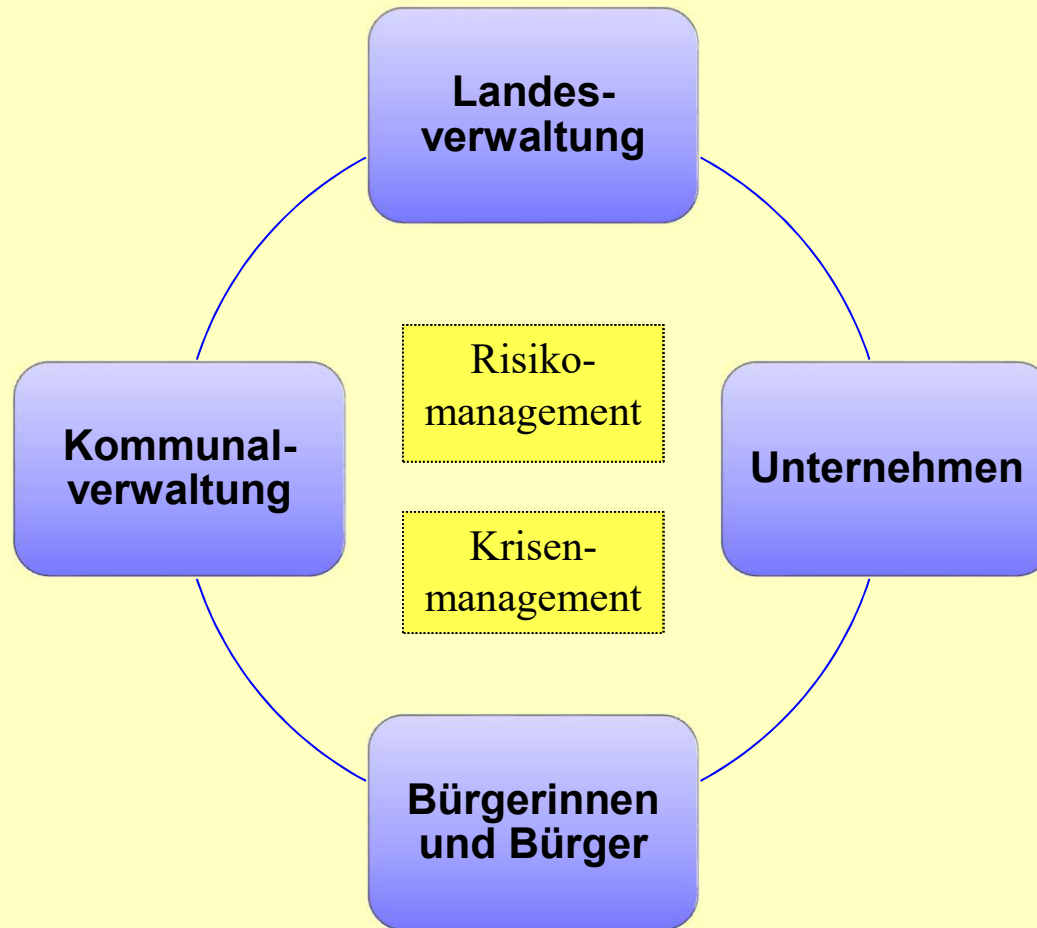 Landes-
verwaltung
Risiko-
management
Kommunal-
verwaltung
Unternehmen
Krisen-
management
Bürgerinnen
und Bürger